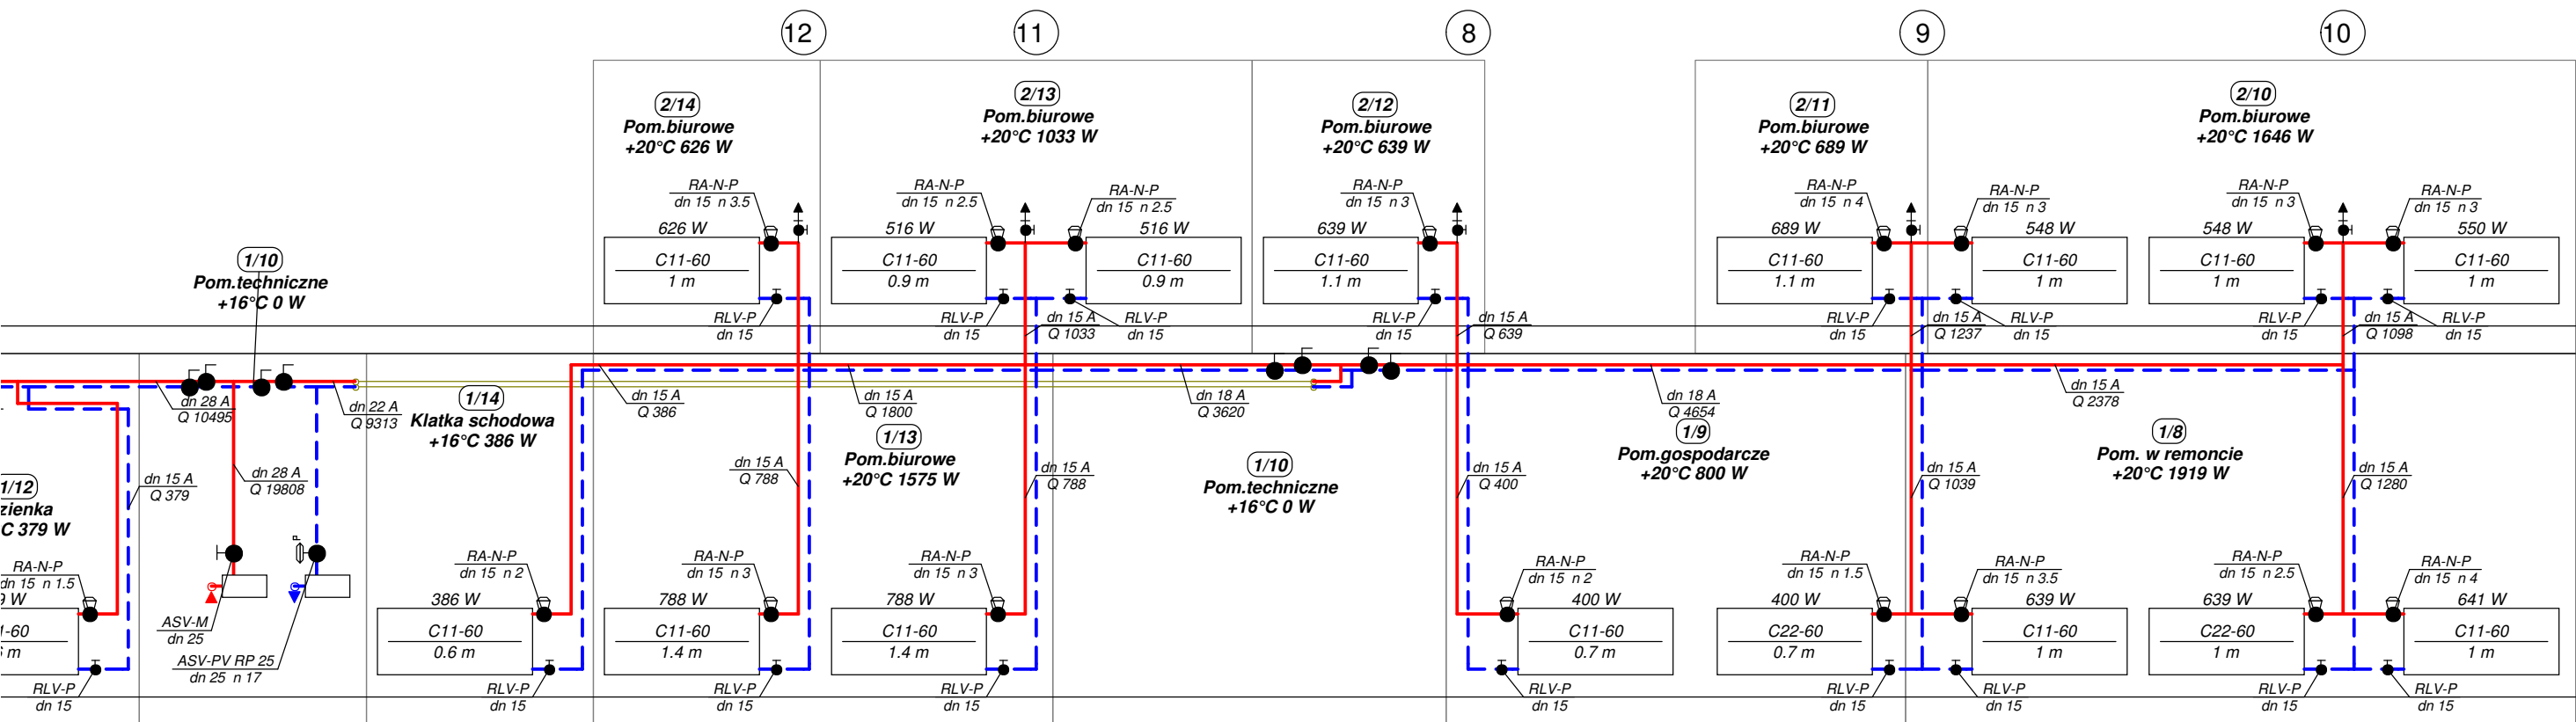 12
11
8
9
10
2/14
Pom.biurowe
+20°C 626 W
2/13
Pom.biurowe
+20°C 1033 W
2/12
Pom.biurowe
+20°C 639 W
2/11
Pom.biurowe
+20°C 689 W
2/10
Pom.biurowe
+20°C 1646 W
RA-N-P
dn 15 n 3.5
RA-N-P
dn 15 n 2.5
RA-N-P
dn 15 n 2.5
RA-N-P
dn 15 n 3
RA-N-P
dn 15 n 4
RA-N-P
dn 15 n 3
RA-N-P
dn 15 n 3
RA-N-P
dn 15 n 3
626 W
C11-60
1 m
516 W
C11-60
0.9 m
516 W
C11-60
0.9 m
639 W
C11-60
1.1 m
689 W
C11-60
1.1 m
548 W
C11-60
1 m
548 W
C11-60
1 m
550 W
C11-60
1 m
RLV-P
dn 15
RLV-P
dn 15
dn 15 A
Q 1033
RLV-P
dn 15
RLV-P
dn 15
dn 15 A
Q 639
RLV-P
dn 15
dn 15 A
Q 1237
RLV-P
dn 15
RLV-P
dn 15
dn 15 A
Q 1098
RLV-P
dn 15
1/10
Pom.techniczne
+16°C 0 W
dn 28 A
Q 10495
dn 22 A
Q 9313
1/14
Klatka schodowa
+16°C 386 W
dn 15 A
Q 386
dn 15 A
Q 1800
dn 18 A
Q 3620
dn 18 A
Q 4654
dn 15 A
Q 2378
1/13
Pom.biurowe
+20°C 1575 W
1/10
Pom.techniczne
+16°C 0 W
1/9
Pom.gospodarcze
+20°C 800 W
1/8
Pom. w remoncie
+20°C 1919 W
1/12
zienka
C 379 W
dn 15 A
Q 379
dn 28 A
Q 19808
dn 15 A
Q 788
dn 15 A
Q 788
dn 15 A
Q 400
dn 15 A
Q 1039
dn 15 A
Q 1280
RA-N-P
dn 15 n 1.5
9 W
1-60
m
RLV-P
dn 15
ASV-M
dn 25
ASV-PV RP 25
dn 25 n 17
RA-N-P
dn 15 n 2
386 W
C11-60
0.6 m
RLV-P
dn 15
RA-N-P
dn 15 n 3
788 W
C11-60
1.4 m
RLV-P
dn 15
RA-N-P
dn 15 n 3
788 W
C11-60
1.4 m
RLV-P
dn 15
RA-N-P
dn 15 n 2
400 W
C11-60
0.7 m
RLV-P
dn 15
RA-N-P
dn 15 n 1.5
400 W
C22-60
0.7 m
RLV-P
dn 15
RA-N-P
dn 15 n 3.5
639 W
C11-60
1 m
RLV-P
dn 15
RA-N-P
dn 15 n 2.5
639 W
C22-60
1 m
RLV-P
dn 15
RA-N-P
dn 15 n 4
641 W
C11-60
1 m
RLV-P
dn 15